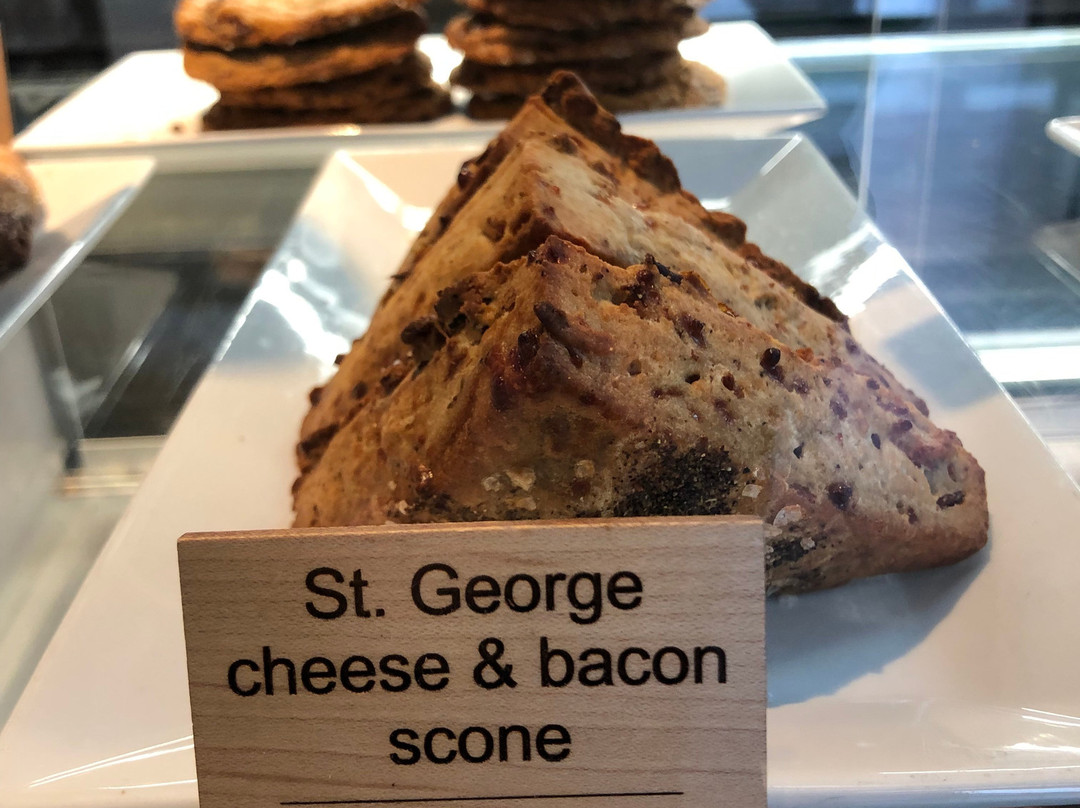 St. George
cheese & bacon
scone